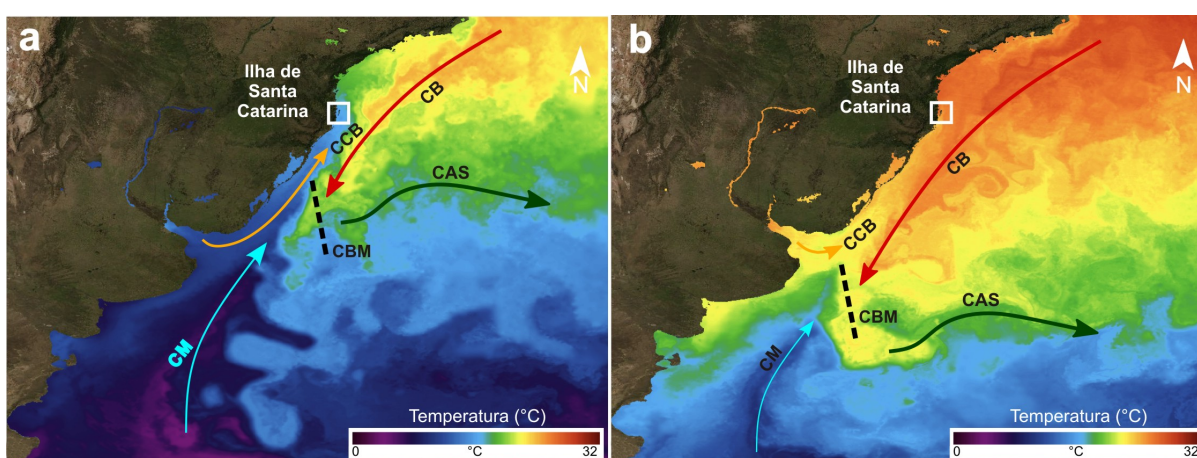 a
Ilha de
Santa
Catarina
N
CB
CCB
CAS
CBM
CM
Temperatura (°C)
0 °C 32
b
Ilha de
Santa
Catarina
N
CB
CCB
CAS
CBM
CM
Temperatura (°C)
0 °C 32